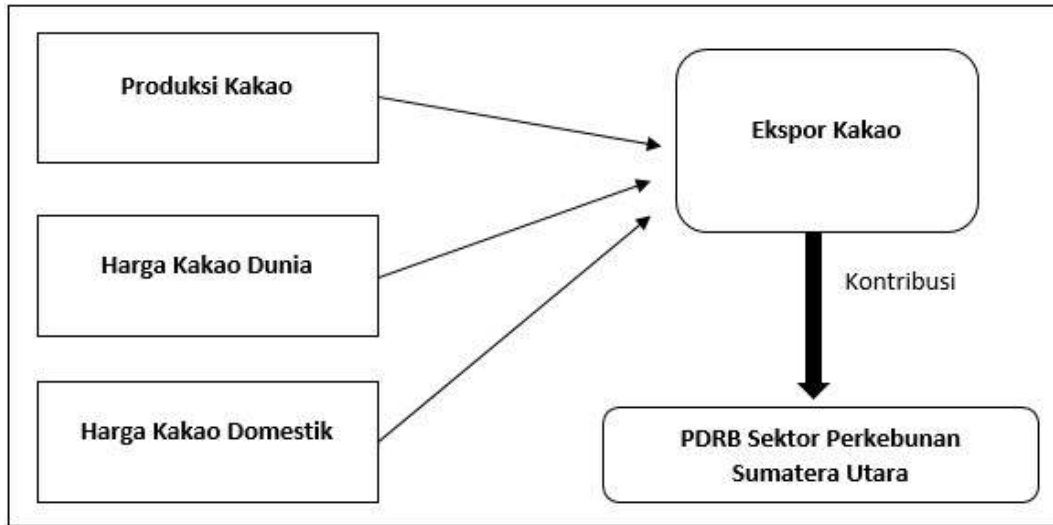 Produksi Kakao
Harga Kakao Dunia
Harga Kakao Domestik
Ekspor Kakao
Kontribusi
PDRB Sektor Perkebunan
Sumatera Utara